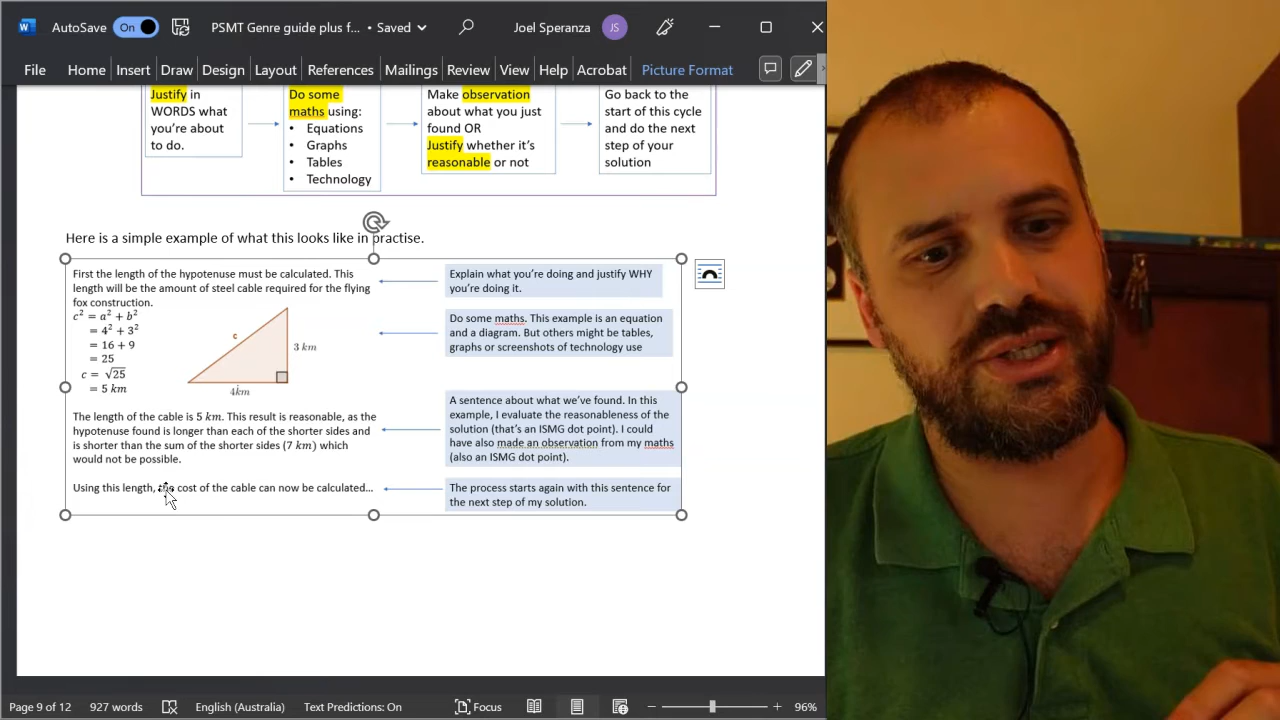 AutoSave On PSMT Genre guide plus f... • Saved Joel Speranza JS
File Home Insert Draw Design Layout References Mailings Review View Help Acrobat Picture Format
Justify in
WORDS what
you're about
to do.
Do some
maths using:
• Equations
• Graphs
• Tables
• Technology
Make observation
about what you just
found OR
Justify whether it's
reasonable or not
Go back to the
start of this cycle
and do the next
step of your
solution
Here is a simple example of what this looks like in practise.
First the length of the hypotenuse must be calculated. This
length will be the amount of steel cable required for the flying
fox construction.
c² = a² + b²
= 4² + 3²
= 16 + 9
= 25
c = √25
= 5 km
c
3 km
4km
The length of the cable is 5 km. This result is reasonable, as the
hypotenuse found is longer than each of the shorter sides and
is shorter than the sum of the shorter sides (7 km) which
would not be possible.
Using this length, the cost of the cable can now be calculated...
Explain what you're doing and justify WHY
you're doing it.
Do some maths. This example is an equation
and a diagram. But others might be tables,
graphs or screenshots of technology use
A sentence about what we've found. In this
example, I evaluate the reasonableness of the
solution (that's an ISMG dot point). I could
have also made an observation from my maths
(also an ISMG dot point).
The process starts again with this sentence for
the next step of my solution.
Page 9 of 12 927 words English (Australia) Text Predictions: On Focus 96%